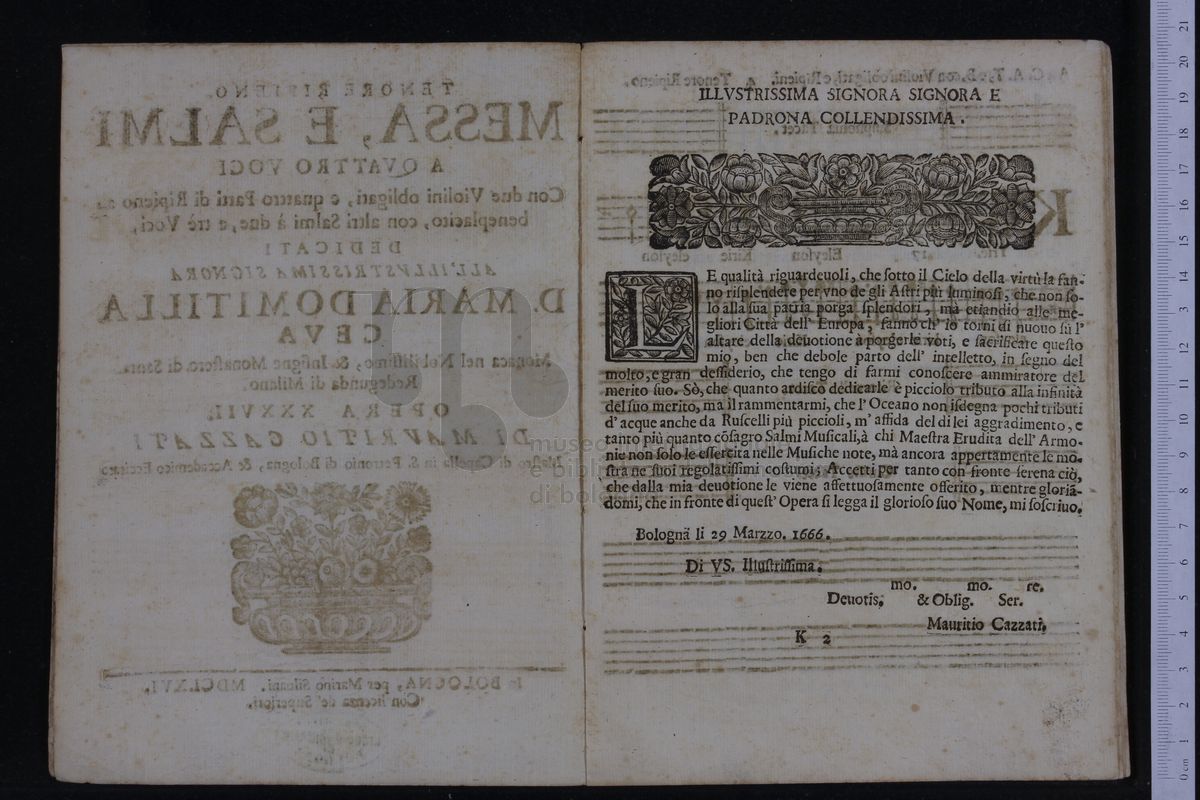 TENORE RIPIENO.
MESSA, E SALMI
A QVATTRO VOCI
Con due Violini obligati, e quattro Parti di Ripieno a
beneplacito, con altri Salmi à due, e trè Voci,
DEDICATI
ALL'ILLVSTRISSIMA SIGNORA
D. MARIA DOMITILLA
CEVA
Monaca nel Nobilissimo, & Insigne Monastero di Santa
Redegonda di Milano.
OPERA XXXVII.
DI MAVRITIO CAZZATI
Mastro di Capella in S. Petronio di Bologna, & Accademico Eccitato
In BOLOGNA, per Marino Siluani. MDCLXVI.
Con licenza de' Superiori.
ILLVSTRISSIMA SIGNORA SIGNORA E
PADRONA COLLENDISSIMA.
LE qualità riguardeuoli, che sotto il Cielo della virtù la fan-
no risplendere per vno de gli Astri più luminosi, che non so-
lo alla sua patria porga splendori, mà etiandio alle me-
gliori Città dell' Europa, fanno ch' io torni di nuouo sù l'
altare della deuotione à porgerle voti, e sacrificare questo
mio, ben che debole parto dell' intelletto, in segno del
molto, e gran dessiderio, che tengo di farmi conoscere ammiratore del
merito suo. Sò, che quanto ardisco dedicarle è picciolo tributo alla infinità
del suo merito, ma il rammentarmi, che l' Oceano non isdegna pochi tributi
d' acque anche da Ruscelli più piccioli, m' affida del di lei aggradimento, e
tanto più quanto cōsagro Salmi Musicali, à chi Maestra Erudita dell' Armo-
nie non solo le essercita nelle Musiche note, mà ancora appertamente le mo-
stra ne suoi regolatissimi costumi; Accetti per tanto con fronte serena ciò,
che dalla mia deuotione le viene affettuosamente offerito, mentre gloriā-
domi, che in fronte di quest' Opera si legga il glorioso suo Nome, mi soscriuo.
Bologna li 29 Marzzo. 1666.
Di VS. Illustrissima.
mo. mo. re.
Deuotis. & Oblig. Ser.
Mauritio Cazzati.
K 2